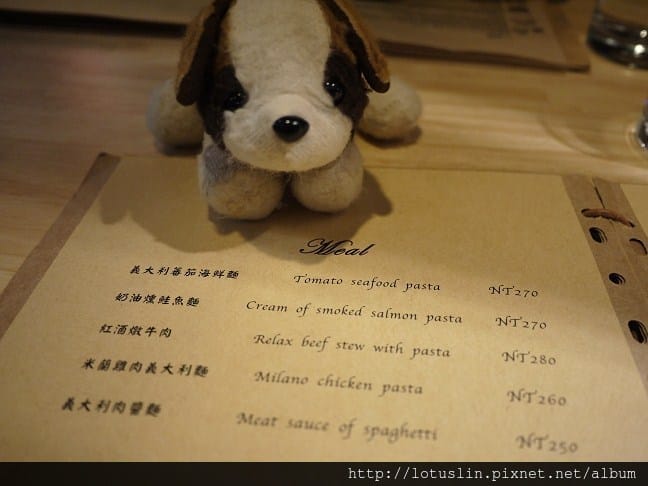 Meal
義大利蕃茄海鮮麵 Tomato seafood pasta NT270
奶油燻鮭魚麵 Cream of smoked salmon pasta NT270
紅酒燉牛肉 Relax beef stew with pasta NT280
米蘭雞肉義大利麵 Milano chicken pasta NT260
義大利肉醬麵 Meat sauce of spaghetti NT250
http://lotuslin.pixnet.net/album